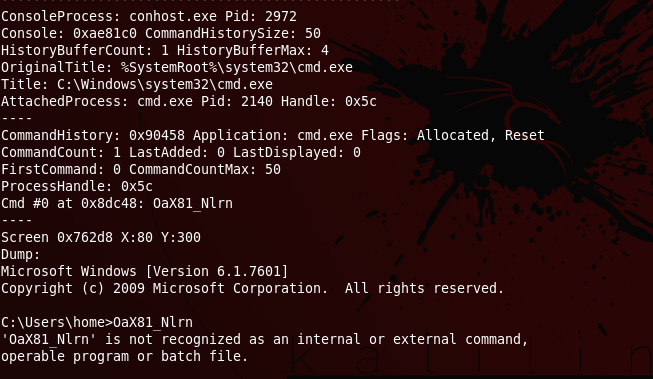 ConsoleProcess: conhost.exe Pid: 2972
Console: 0xae81c0 CommandHistorySize: 50
HistoryBufferCount: 1 HistoryBufferMax: 4
OriginalTitle: %SystemRoot%\system32\cmd.exe
Title: C:\Windows\system32\cmd.exe
AttachedProcess: cmd.exe Pid: 2140 Handle: 0x5c
----
CommandHistory: 0x90458 Application: cmd.exe Flags: Allocated, Reset
CommandCount: 1 LastAdded: 0 LastDisplayed: 0
FirstCommand: 0 CommandCountMax: 50
ProcessHandle: 0x5c
Cmd #0 at 0x8dc48: OaX81_Nlrn
----
Screen 0x762d8 X:80 Y:300
Dump:
Microsoft Windows [Version 6.1.7601]
Copyright (c) 2009 Microsoft Corporation.  All rights reserved.

C:\Users\home>OaX81_Nlrn
'OaX81_Nlrn' is not recognized as an internal or external command,
operable program or batch file.